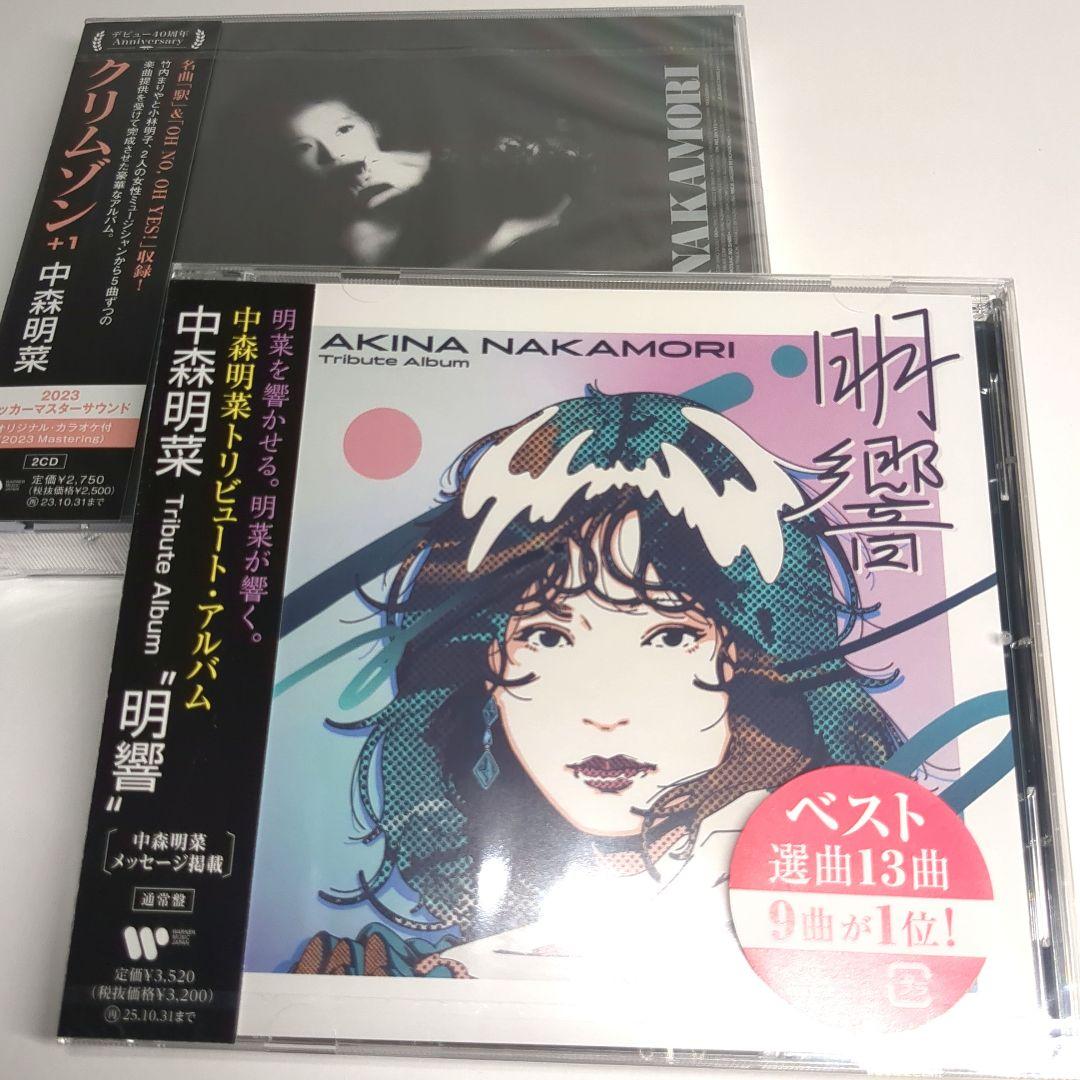 デビュー40周年
Anniversary
名曲「駅」&「OH NO, OH YES!」収録!
竹内まりやと小林明子、2人の女性ミュージシャンから5曲ずつの
楽曲提供を受けて完成させた豪華なアルバム。
クリムゾン+1
中森明菜
2023
ッカーマスターサウンド
オリジナル・カラオケ付
(2023 Mastering)
2CD
定価¥2,750
(税抜価格¥2,500)
再 23.10.31まで
WARNER MUSIC JAPAN
NAKAMORI
明菜を響かせる。明菜が響く。
中森明菜トリビュート・アルバム
中森明菜 Tribute Album "明響"
中森明菜
メッセージ掲載
通常盤
WARNER
MUSIC
JAPAN
定価¥3,520
(税抜価格¥3,200)
再 25.10.31まで
AKINA NAKAMORI
Tribute Album
明響
ベスト
選曲13曲
9曲が1位!